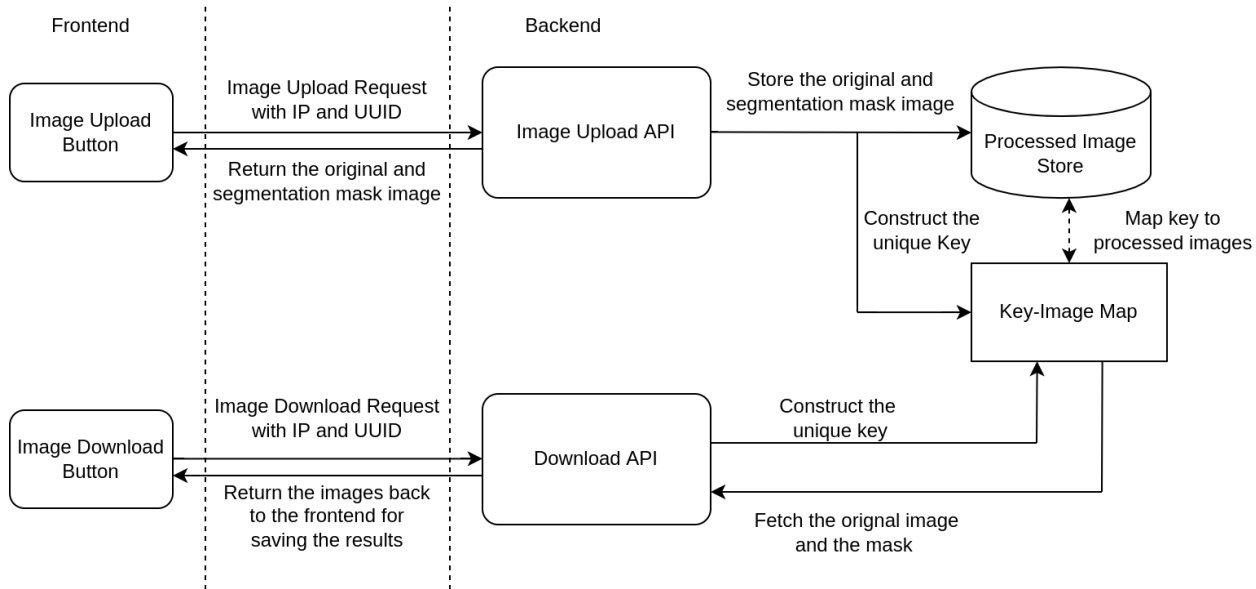 Frontend
Backend
Image Upload
Button
Image Upload Request
with IP and UUID
Return the original and
segmentation mask image
Image Upload API
Store the original and
segmentation mask image
Processed Image
Store
Construct the
unique Key
Map key to
processed images
Key-Image Map
Image Download
Button
Image Download Request
with IP and UUID
Return the images back
to the frontend for
saving the results
Download API
Construct the
unique key
Fetch the orignal image
and the mask